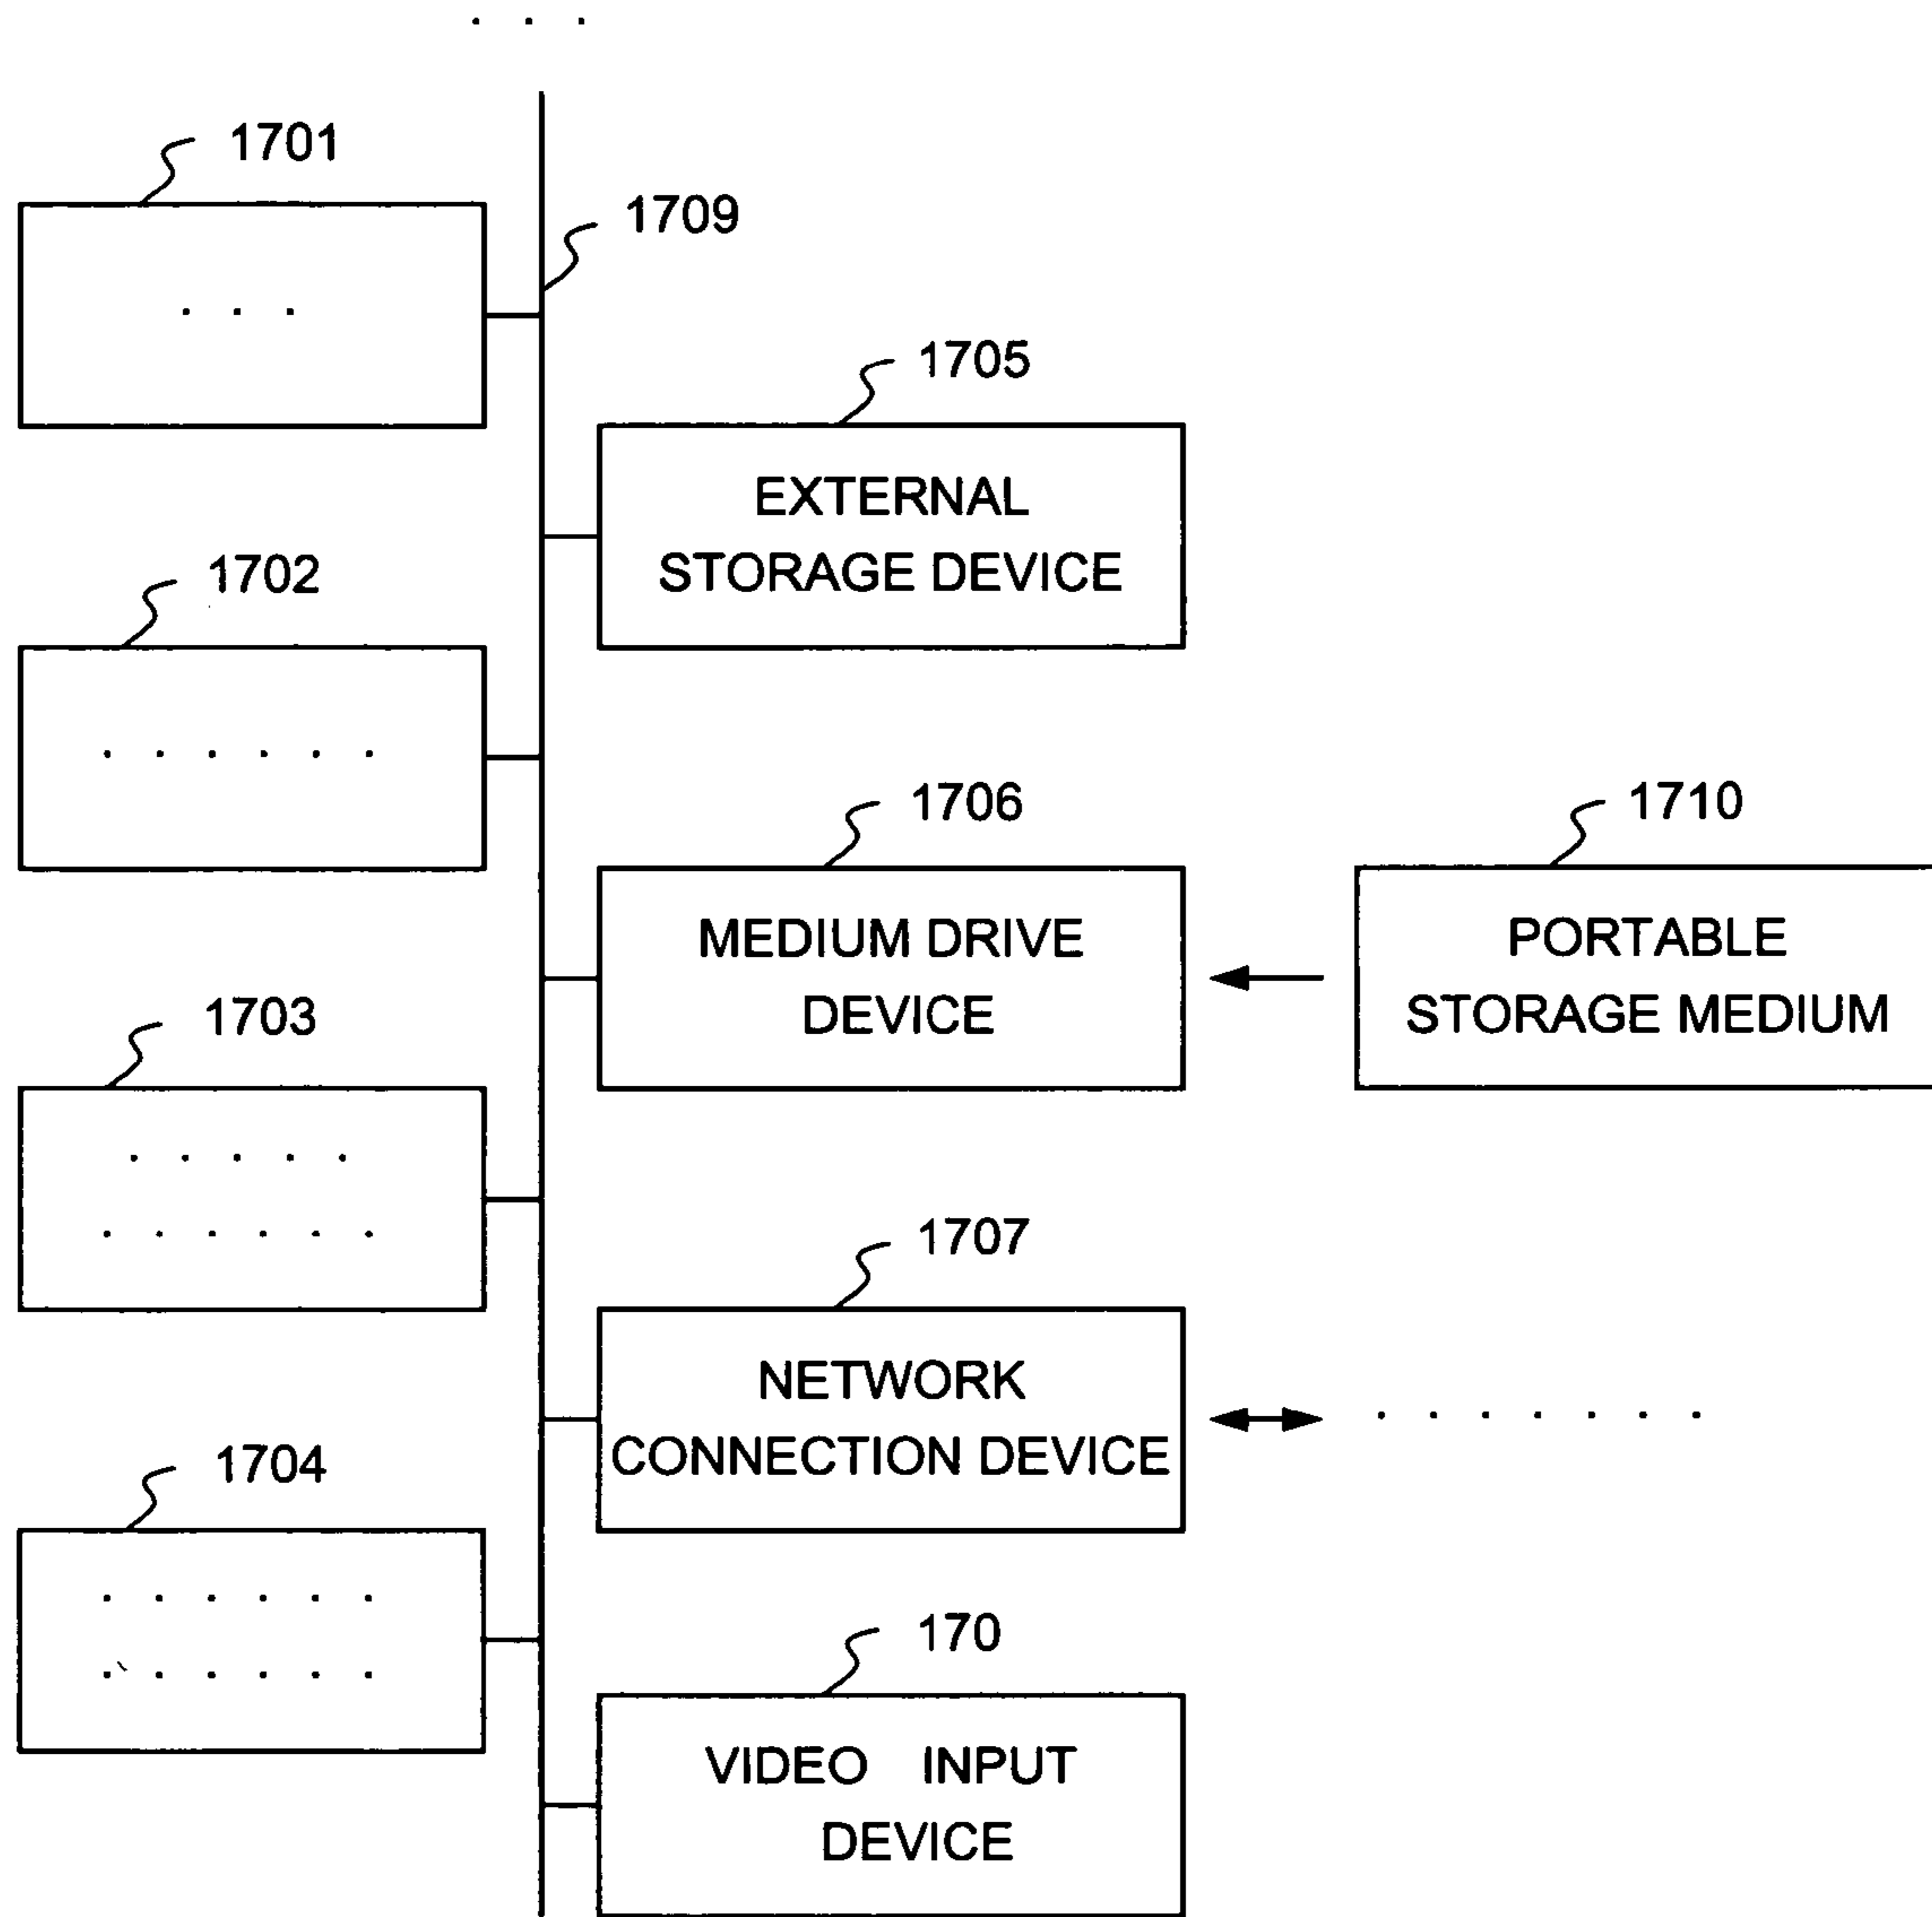 . . .
1701
1709
. . .
1705
EXTERNAL
STORAGE DEVICE
1702
. . . . . .
1706
MEDIUM DRIVE
DEVICE
1710
PORTABLE
STORAGE MEDIUM
1703
. . . . .
. . . . . .
1707
NETWORK
CONNECTION DEVICE
. . . . . . .
1704
. . . . . .
. . . . . .
170
VIDEO INPUT
DEVICE